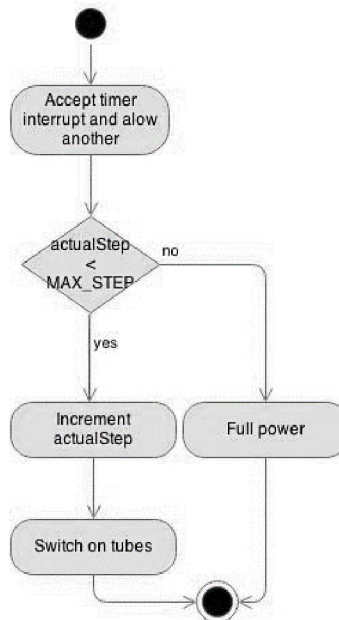 Accept timer
interrupt and alow
another
actualStep
<
MAX_STEP
no
yes
Increment
actualStep
Full power
Switch on tubes